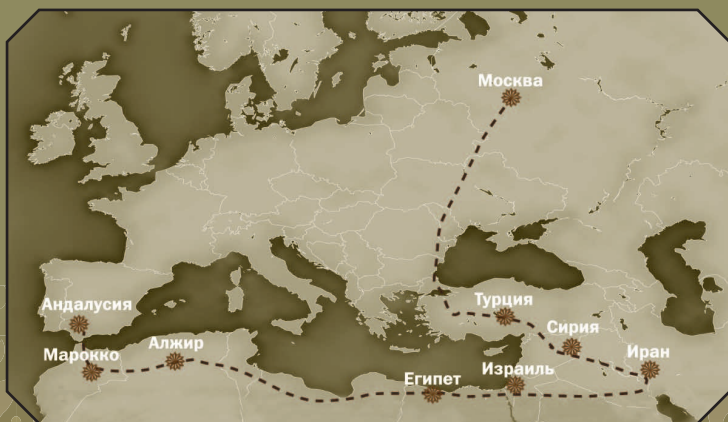 Москва
Андалусия
Турция
Сирия
Марокко
Алжир
Иран
Израиль
Египет